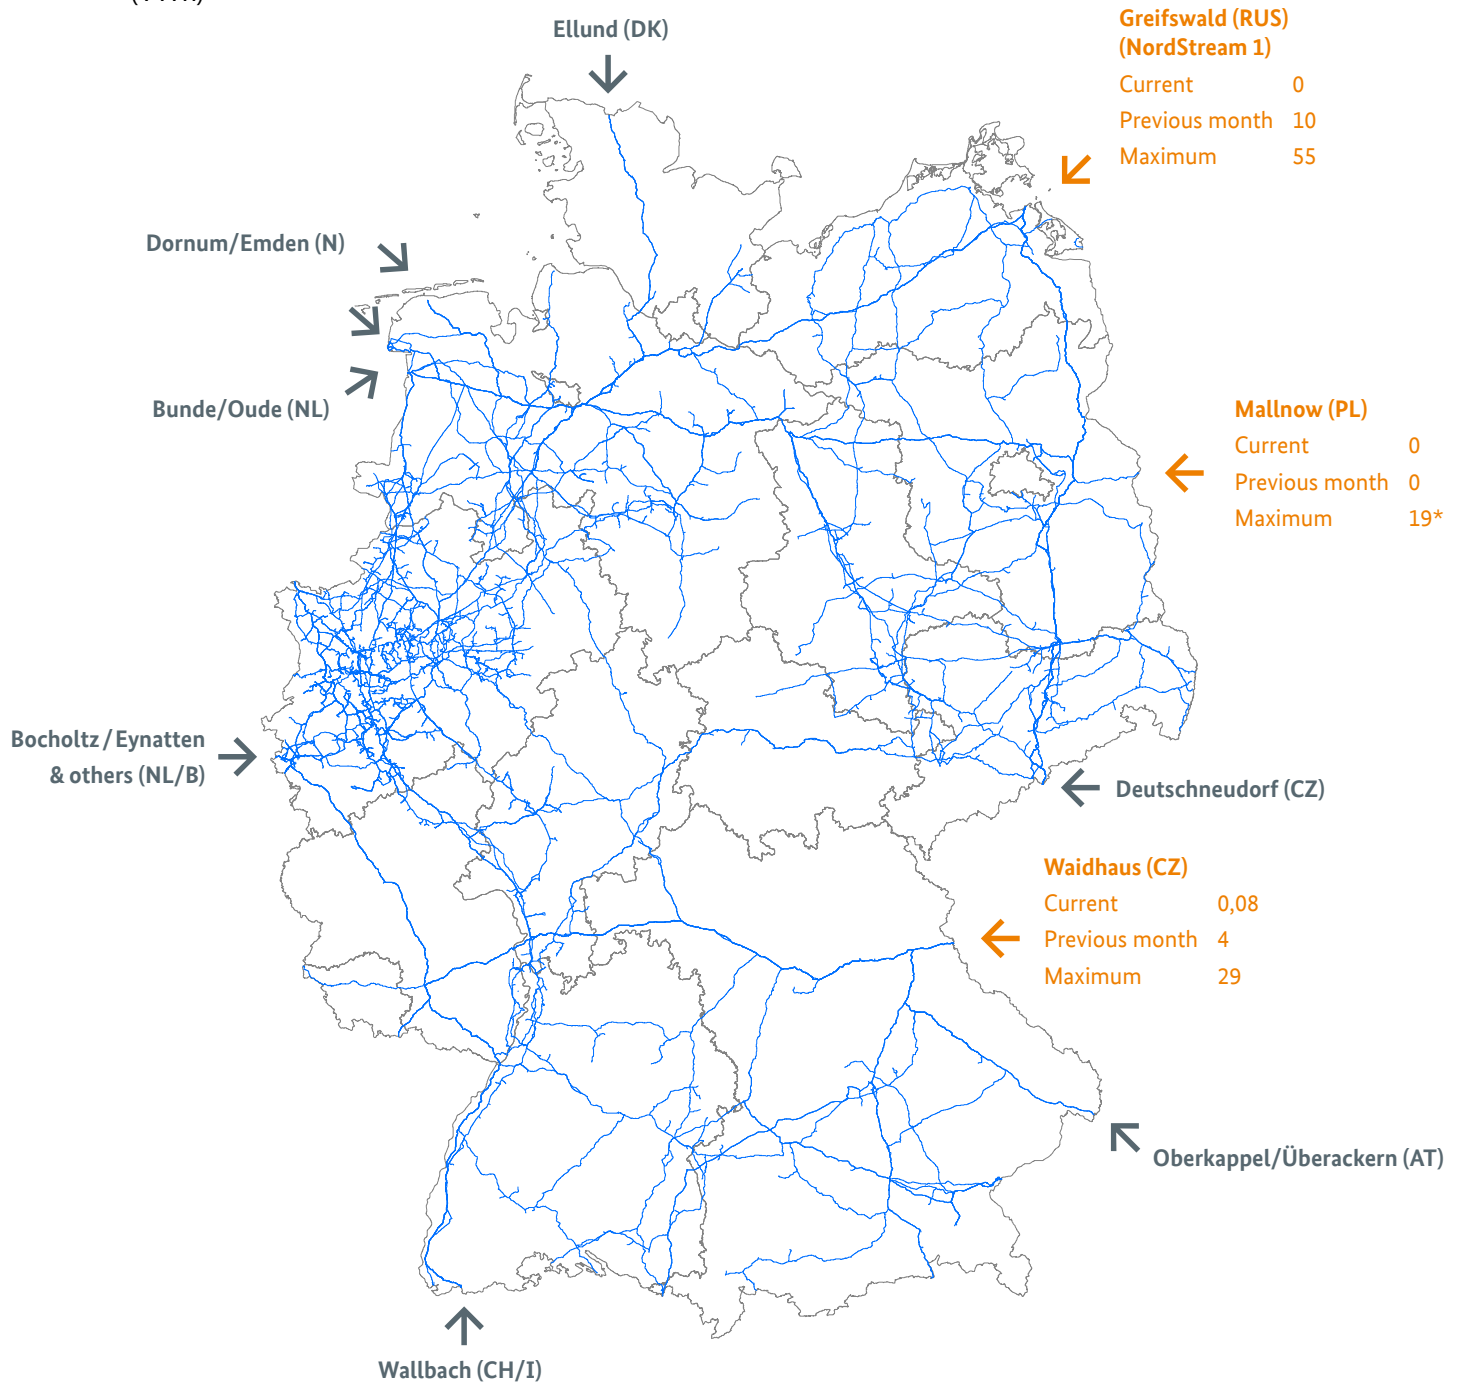 Ellund (DK)
Greifswald (RUS)
(NordStream 1)
Current 0
Previous month 10
Maximum 55
Dornum/Emden (N)
Bunde/Oude (NL)
Mallnow (PL)
Current 0
Previous month 0
Maximum 19*
Bocholtz / Eynatten
& others (NL/B)
Deutschneudorf (CZ)
Waidhaus (CZ)
Current 0,08
Previous month 4
Maximum 29
Oberkappel/Überackern (AT)
Wallbach (CH/I)